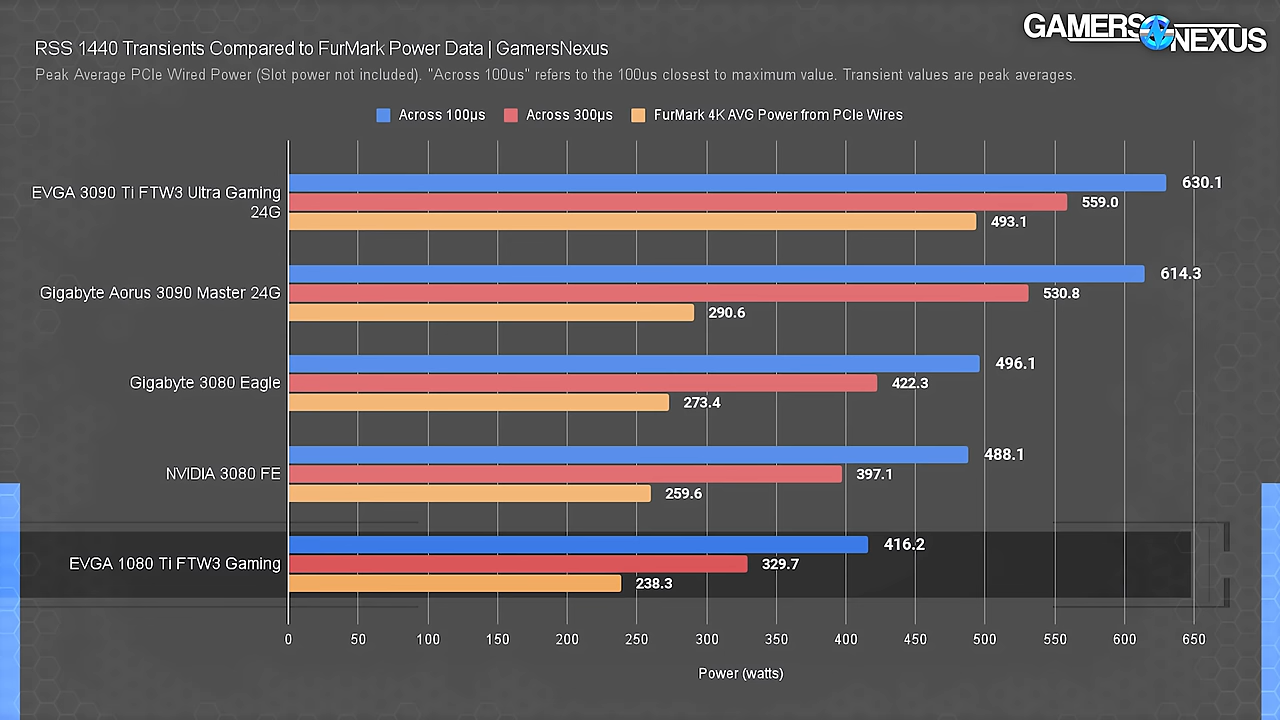 GAMERS NEXUS
RSS 1440 Transients Compared to FurMark Power Data | GamersNexus
Peak Average PCIe Wired Power (Slot power not included). "Across 100us" refers to the 100us closest to maximum value. Transient values are peak averages.
Across 100µs Across 300µs FurMark 4K AVG Power from PCIe Wires
EVGA 3090 Ti FTW3 Ultra Gaming
24G
630.1
559.0
493.1
Gigabyte Aorus 3090 Master 24G
614.3
530.8
290.6
Gigabyte 3080 Eagle
496.1
422.3
273.4
NVIDIA 3080 FE
488.1
397.1
259.6
EVGA 1080 Ti FTW3 Gaming
416.2
329.7
238.3
0 50 100 150 200 250 300 350 400 450 500 550 600 650
Power (watts)